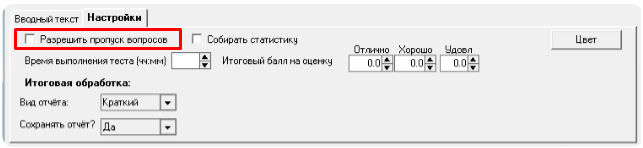 Вводный текст Настройки
Разрешить пропуск вопросов Собирать статистику Цвет
Отлично Хорошо Удовл
Время выполнения теста (чч:мм) Итоговый балл на оценку 0.0 0.0 0.0
Итоговая обработка:
Вид отчёта: Краткий
Сохранять отчёт? Да